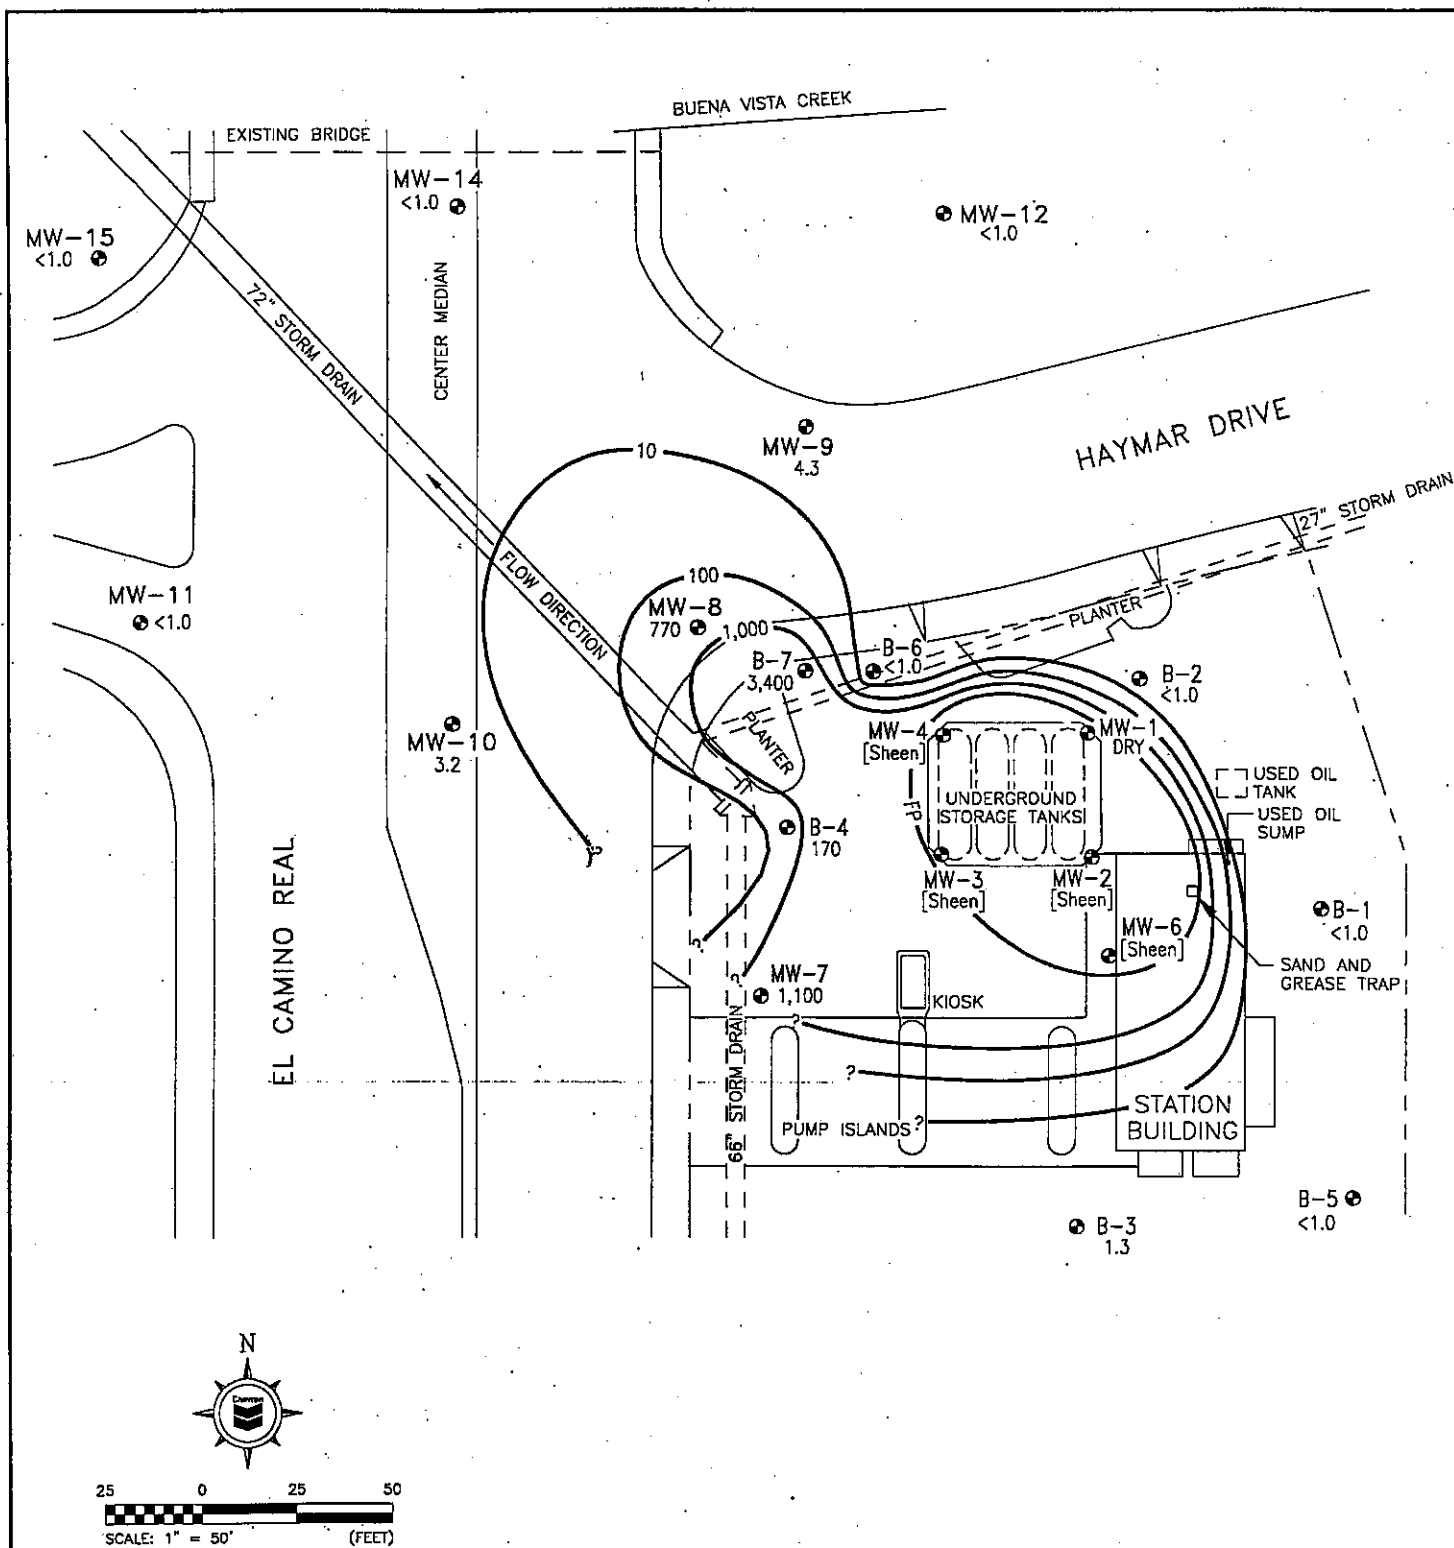 BUENA VISTA CREEK
EXISTING BRIDGE
MW-14
<1.0
MW-12
<1.0
MW-15
<1.0
72" STORM DRAIN
CENTER MEDIAN
HAYMAR DRIVE
MW-9
4.3
10
27" STORM DRAIN
FLOW DIRECTION
100
MW-11
<1.0
MW-8
770
1,000
PLANTER
B-7
3,400
B-6
<1.0
B-2
<1.0
MW-10
3.2
PLANTER
MW-4
[Sheen]
MW-1
DRY
FP
UNDERGROUND
STORAGE TANKS
USED OIL
TANK
USED OIL
SUMP
B-4
170
?
MW-3
[Sheen]
MW-2
[Sheen]
B-1
<1.0
MW-6
[Sheen]
?
SAND AND
GREASE TRAP
EL CAMINO REAL
?
MW-7
1,100
KIOSK
?
66" STORM DRAIN
?
PUMP ISLANDS
?
STATION
BUILDING
B-5
<1.0
B-3
1.3
N
Chevron
25 0 25 50
SCALE: 1" = 50' (FEET)